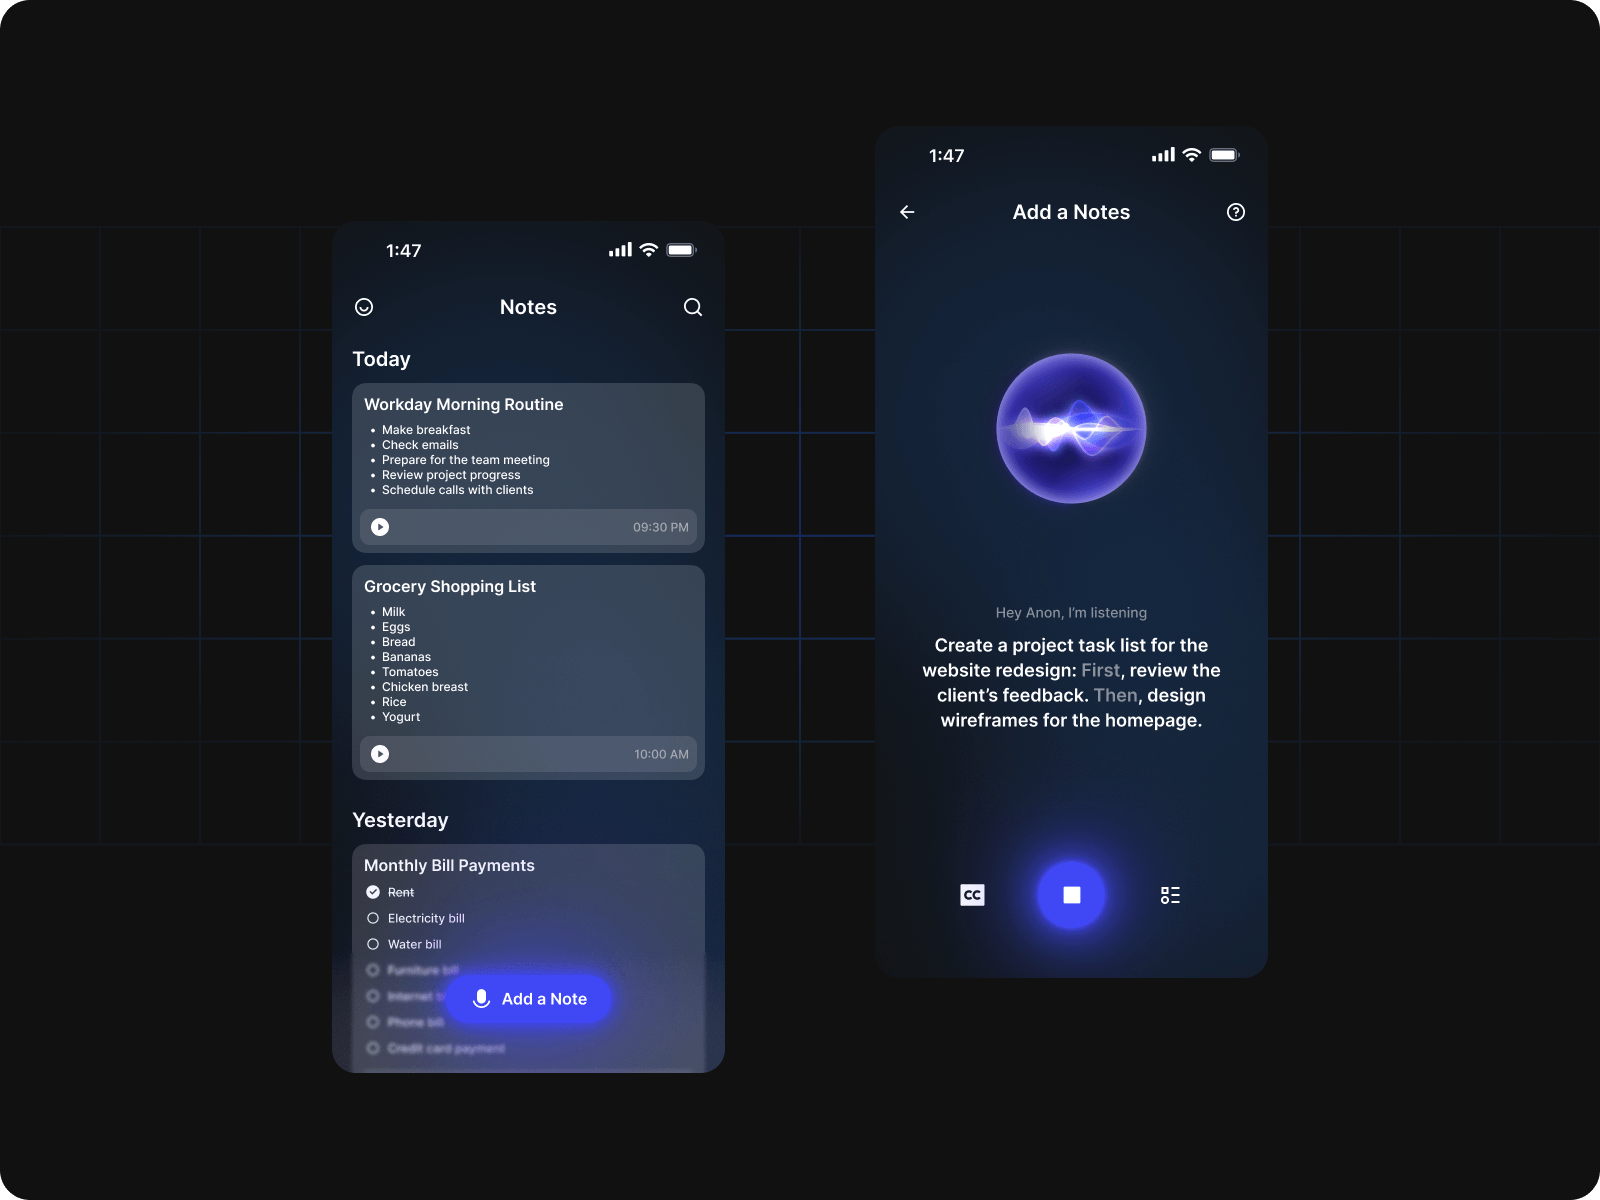 1:47
Notes
Today
Workday Morning Routine
• Make breakfast
• Check emails
• Prepare for the team meeting
• Review project progress
• Schedule calls with clients
09:30 PM
Grocery Shopping List
• Milk
• Eggs
• Bread
• Bananas
• Tomatoes
• Chicken breast
• Rice
• Yogurt
10:00 AM
Yesterday
Monthly Bill Payments
Rent
Electricity bill
Water bill
Furniture bill
Internet
Phone bill
Credit card payment
Add a Note
1:47
Add a Notes
Hey Anon, I’m listening
Create a project task list for the
website redesign: First, review the
client’s feedback. Then, design
wireframes for the homepage.
CC